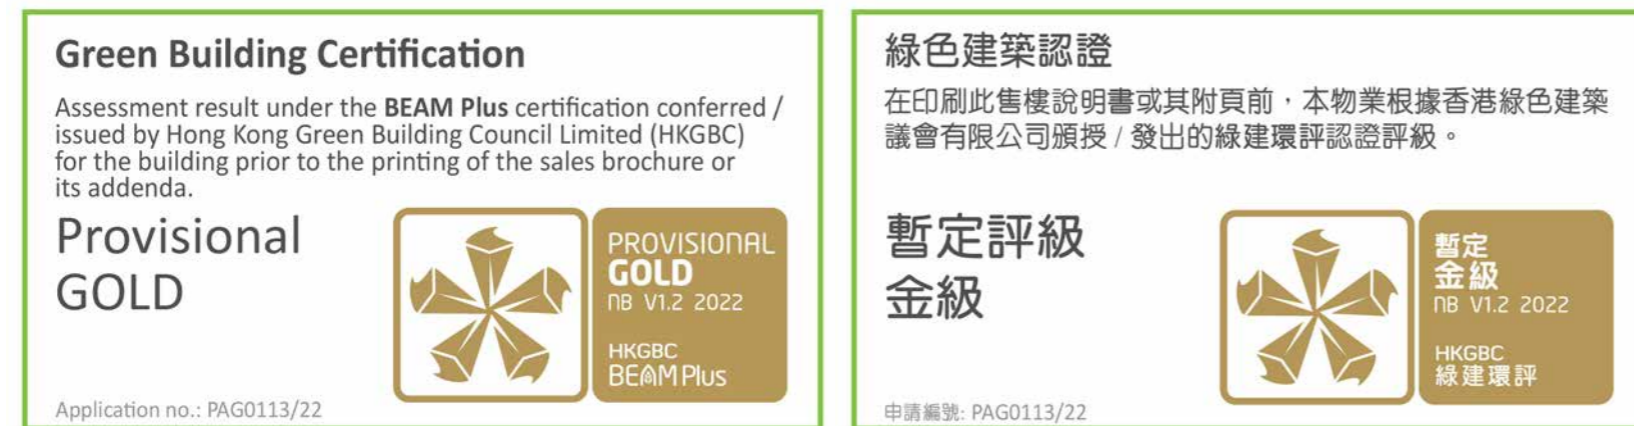 Green Building Certification
Assessment result under the BEAM Plus certification conferred /
issued by Hong Kong Green Building Council Limited (HKGBC)
for the building prior to the printing of the sales brochure or
its addenda.
Provisional
GOLD
PROVISIONAL
GOLD
NB V1.2 2022
HKGBC
BEAM Plus
Application no.: PAG0113/22
綠色建築認證
在印刷此售樓說明書或其附頁前，本物業根據香港綠色建築
議會有限公司頒授 / 發出的綠建環評認證評級。
暫定評級
金級
暫定
金級
NB V1.2 2022
HKGBC
綠建環評
申請編號: PAG0113/22